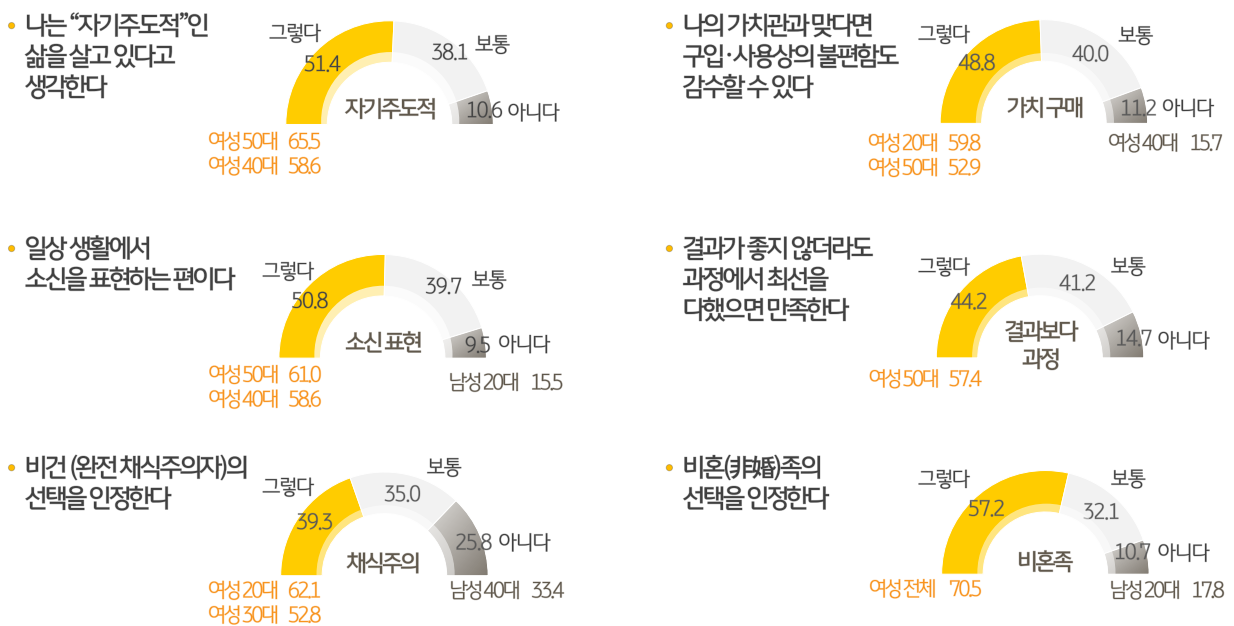 나는 “자기주도적”인
삶을 살고 있다고
생각한다
그렇다
51.4
38.1
보통
10.6 아니다
자기주도적
여성50대 65.5
여성40대 58.6
나의 가치관과 맞다면
구입·사용상의 불편함도
감수할 수 있다
그렇다
48.8
40.0
보통
11.2 아니다
가치 구매
여성20대 59.8
여성50대 52.9
여성40대 15.7
일상 생활에서
소신을 표현하는 편이다
그렇다
50.8
39.7
보통
9.5 아니다
소신 표현
여성50대 61.0
여성40대 58.6
남성20대 15.5
결과가 좋지 않더라도
과정에서 최선을
다했으면 만족한다
그렇다
44.2
41.2
보통
14.7 아니다
결과보다
과정
여성50대 57.4
비건 (완전 채식주의자)의
선택을 인정한다
그렇다
39.3
35.0
보통
25.8 아니다
채식주의
여성20대 62.1
여성30대 52.8
남성40대 33.4
비혼(非婚)족의
선택을 인정한다
그렇다
57.2
32.1
보통
10.7 아니다
비혼족
여성 전체 70.5
남성20대 17.8